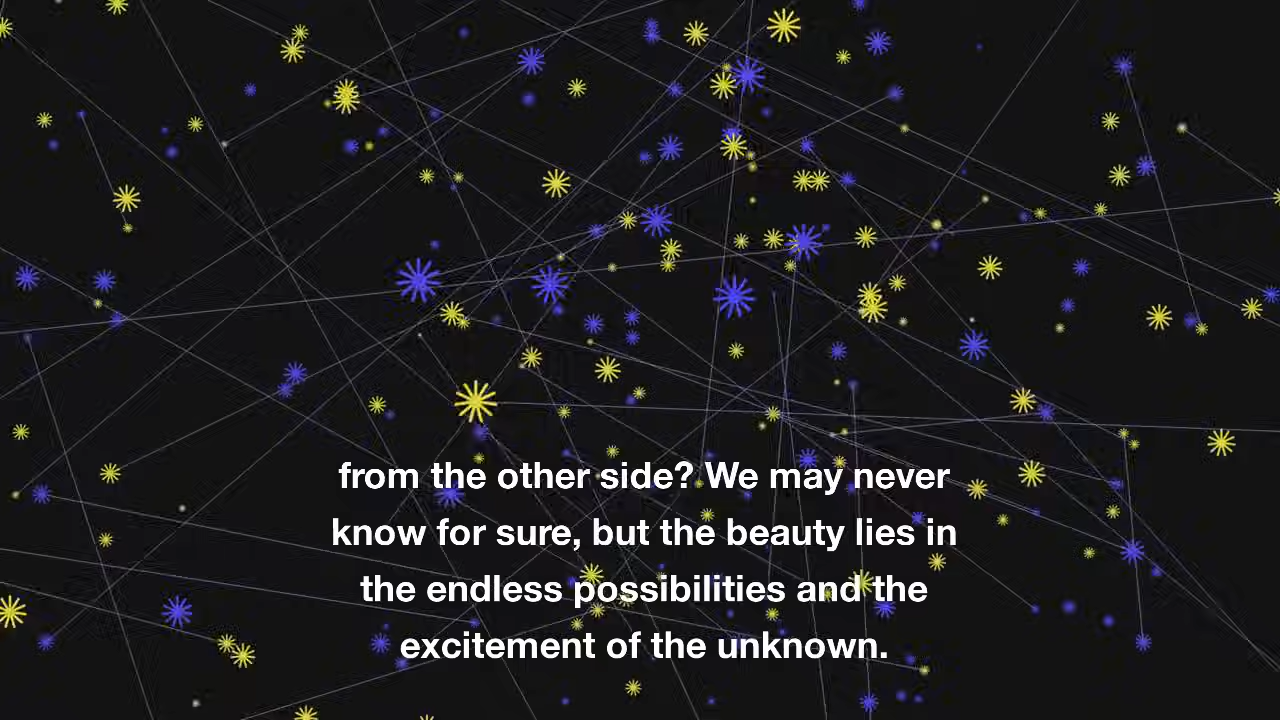 from the other side? We may never
know for sure, but the beauty lies in
the endless possibilities and the
excitement of the unknown.